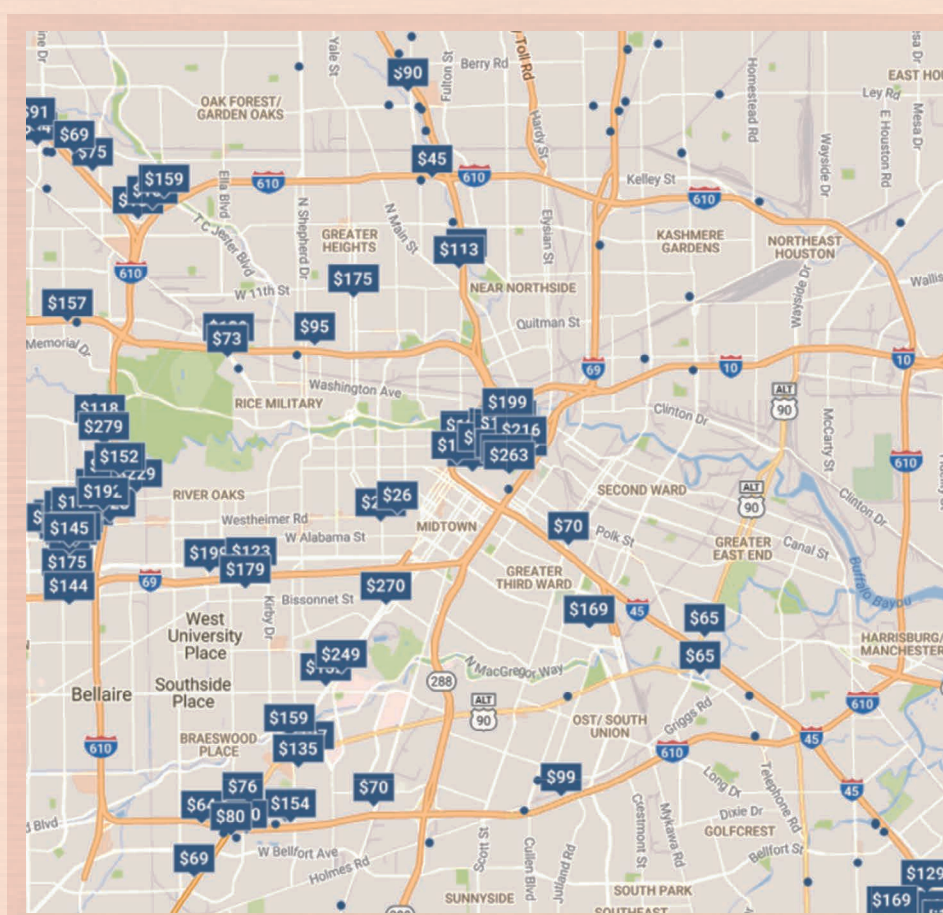 Yale St
Fulton St
Berry Rd
Toll Rd
Hardy St
Homestead Rd
Ley Rd
Mesa Dr
E Houston Rd
Wayside Dr
$90
OAK FOREST/
GARDEN OAKS
$91
$69
$75
$159
$45
610
610
Kelley St
610
Ella Blvd
T C Jester Blvd
N Shepherd Dr
GREATER
HEIGHTS
N Main St
Elysian St
KASHMERE
GARDENS
NORTHEAST
HOUSTON
$113
610
$175
NEAR NORTHSIDE
W 11th St
Wayside Dr
$157
$73
$95
Quitman St
Memorial Dr
69
10
10
Washington Ave
RICE MILITARY
$118
$279
$199
$216
$263
Clinton Dr
ALT
90
McCarty St
$152
$192
610
RIVER OAKS
$26
SECOND WARD
ALT
90
Clinton Dr
$145
Westheimer Rd
MIDTOWN
W Alabama St
$70
Polk St
GREATER
EAST END
Canal St
$175
$123
$179
$144
69
Bissonnet St
$270
GREATER
THIRD WARD
Buffalo Bayou
$169
45
$65
West
University
Place
Kirby Dr
HARRISBURG/
MANCHESTER
$249
$65
N MacGregor Way
Bellaire
Southside
Place
288
ALT
90
610
$159
BRAESWOOD
PLACE
$135
OST/ SOUTH
UNION
Griggs Rd
610
610
45
$76
$70
$99
Long Dr
Telephone Rd
45
$80
$154
Dixie Dr
GOLFCREST
$69
W Bellfort Ave
Holmes Rd
Scott St
Cullen Blvd
Jutland Rd
Crestmont St
Mykawa Rd
Bellfort St
$129
$169
SUNNYSIDE
SOUTH PARK
SOUTHEAST